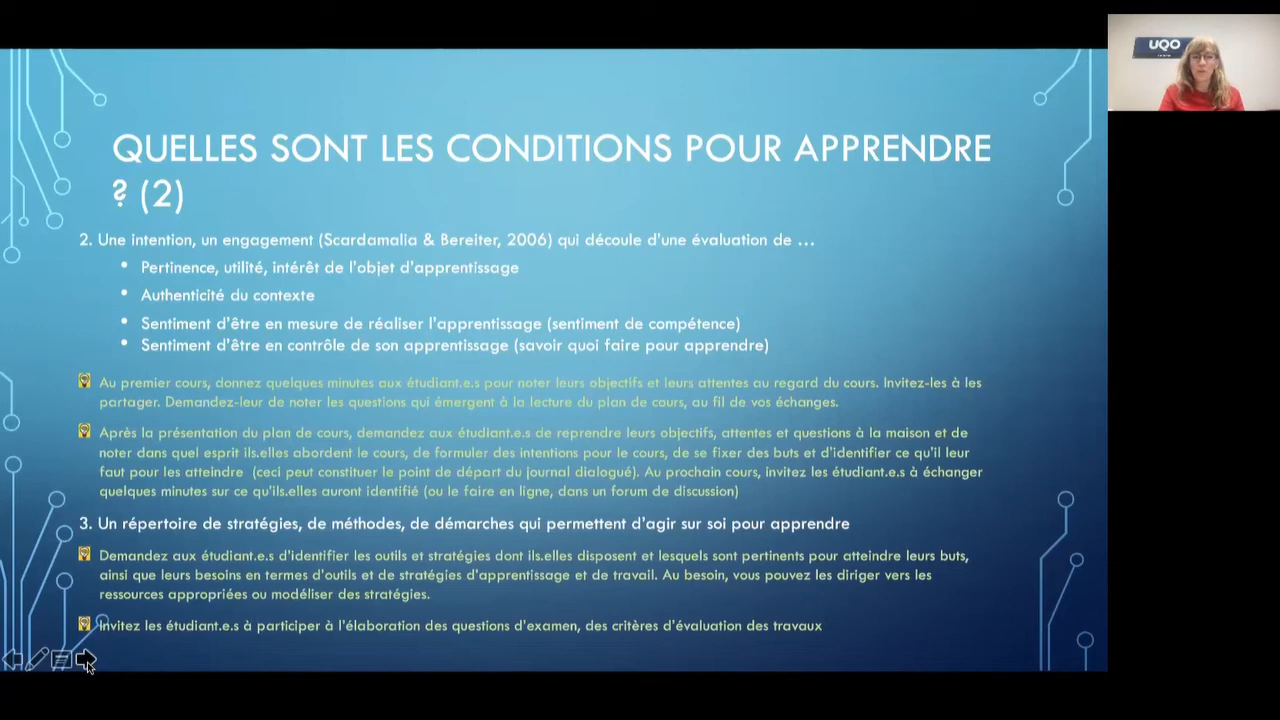 UQO
QUELLES SONT LES CONDITIONS POUR APPRENDRE
? (2)
2. Une intention, un engagement (Scardamalia & Bereiter, 2006) qui découle d'une évaluation de …
• Pertinence, utilité, intérêt de l'objet d'apprentissage
• Authenticité du contexte
• Sentiment d'être en mesure de réaliser l'apprentissage (sentiment de compétence)
• Sentiment d'être en contrôle de son apprentissage (savoir quoi faire pour apprendre)
Au premier cours, donnez quelques minutes aux étudiant.e.s pour noter leurs objectifs et leurs attentes au regard du cours. Invitez-les à les
partager. Demandez-leur de noter les questions qui émergent à la lecture du plan de cours, au fil de vos échanges.
Après la présentation du plan de cours, demandez aux étudiant.e.s de reprendre leurs objectifs, attentes et questions à la maison et de
noter dans quel esprit ils.elles abordent le cours, de formuler des intentions pour le cours, de se fixer des buts et d'identifier ce qu'il leur
faut pour les atteindre (ceci peut constituer le point de départ du journal dialogué). Au prochain cours, invitez les étudiant.e.s à échanger
quelques minutes sur ce qu'ils.elles auront identifié (ou le faire en ligne, dans un forum de discussion)
3. Un répertoire de stratégies, de méthodes, de démarches qui permettent d'agir sur soi pour apprendre
Demandez aux étudiant.e.s d'identifier les outils et stratégies dont ils.elles disposent et lesquels sont pertinents pour atteindre leurs buts,
ainsi que leurs besoins en termes d'outils et de stratégies d'apprentissage et de travail. Au besoin, vous pouvez les diriger vers les
ressources appropriées ou modéliser des stratégies.
Invitez les étudiant.e.s à participer à l'élaboration des questions d'examen, des critères d'évaluation des travaux